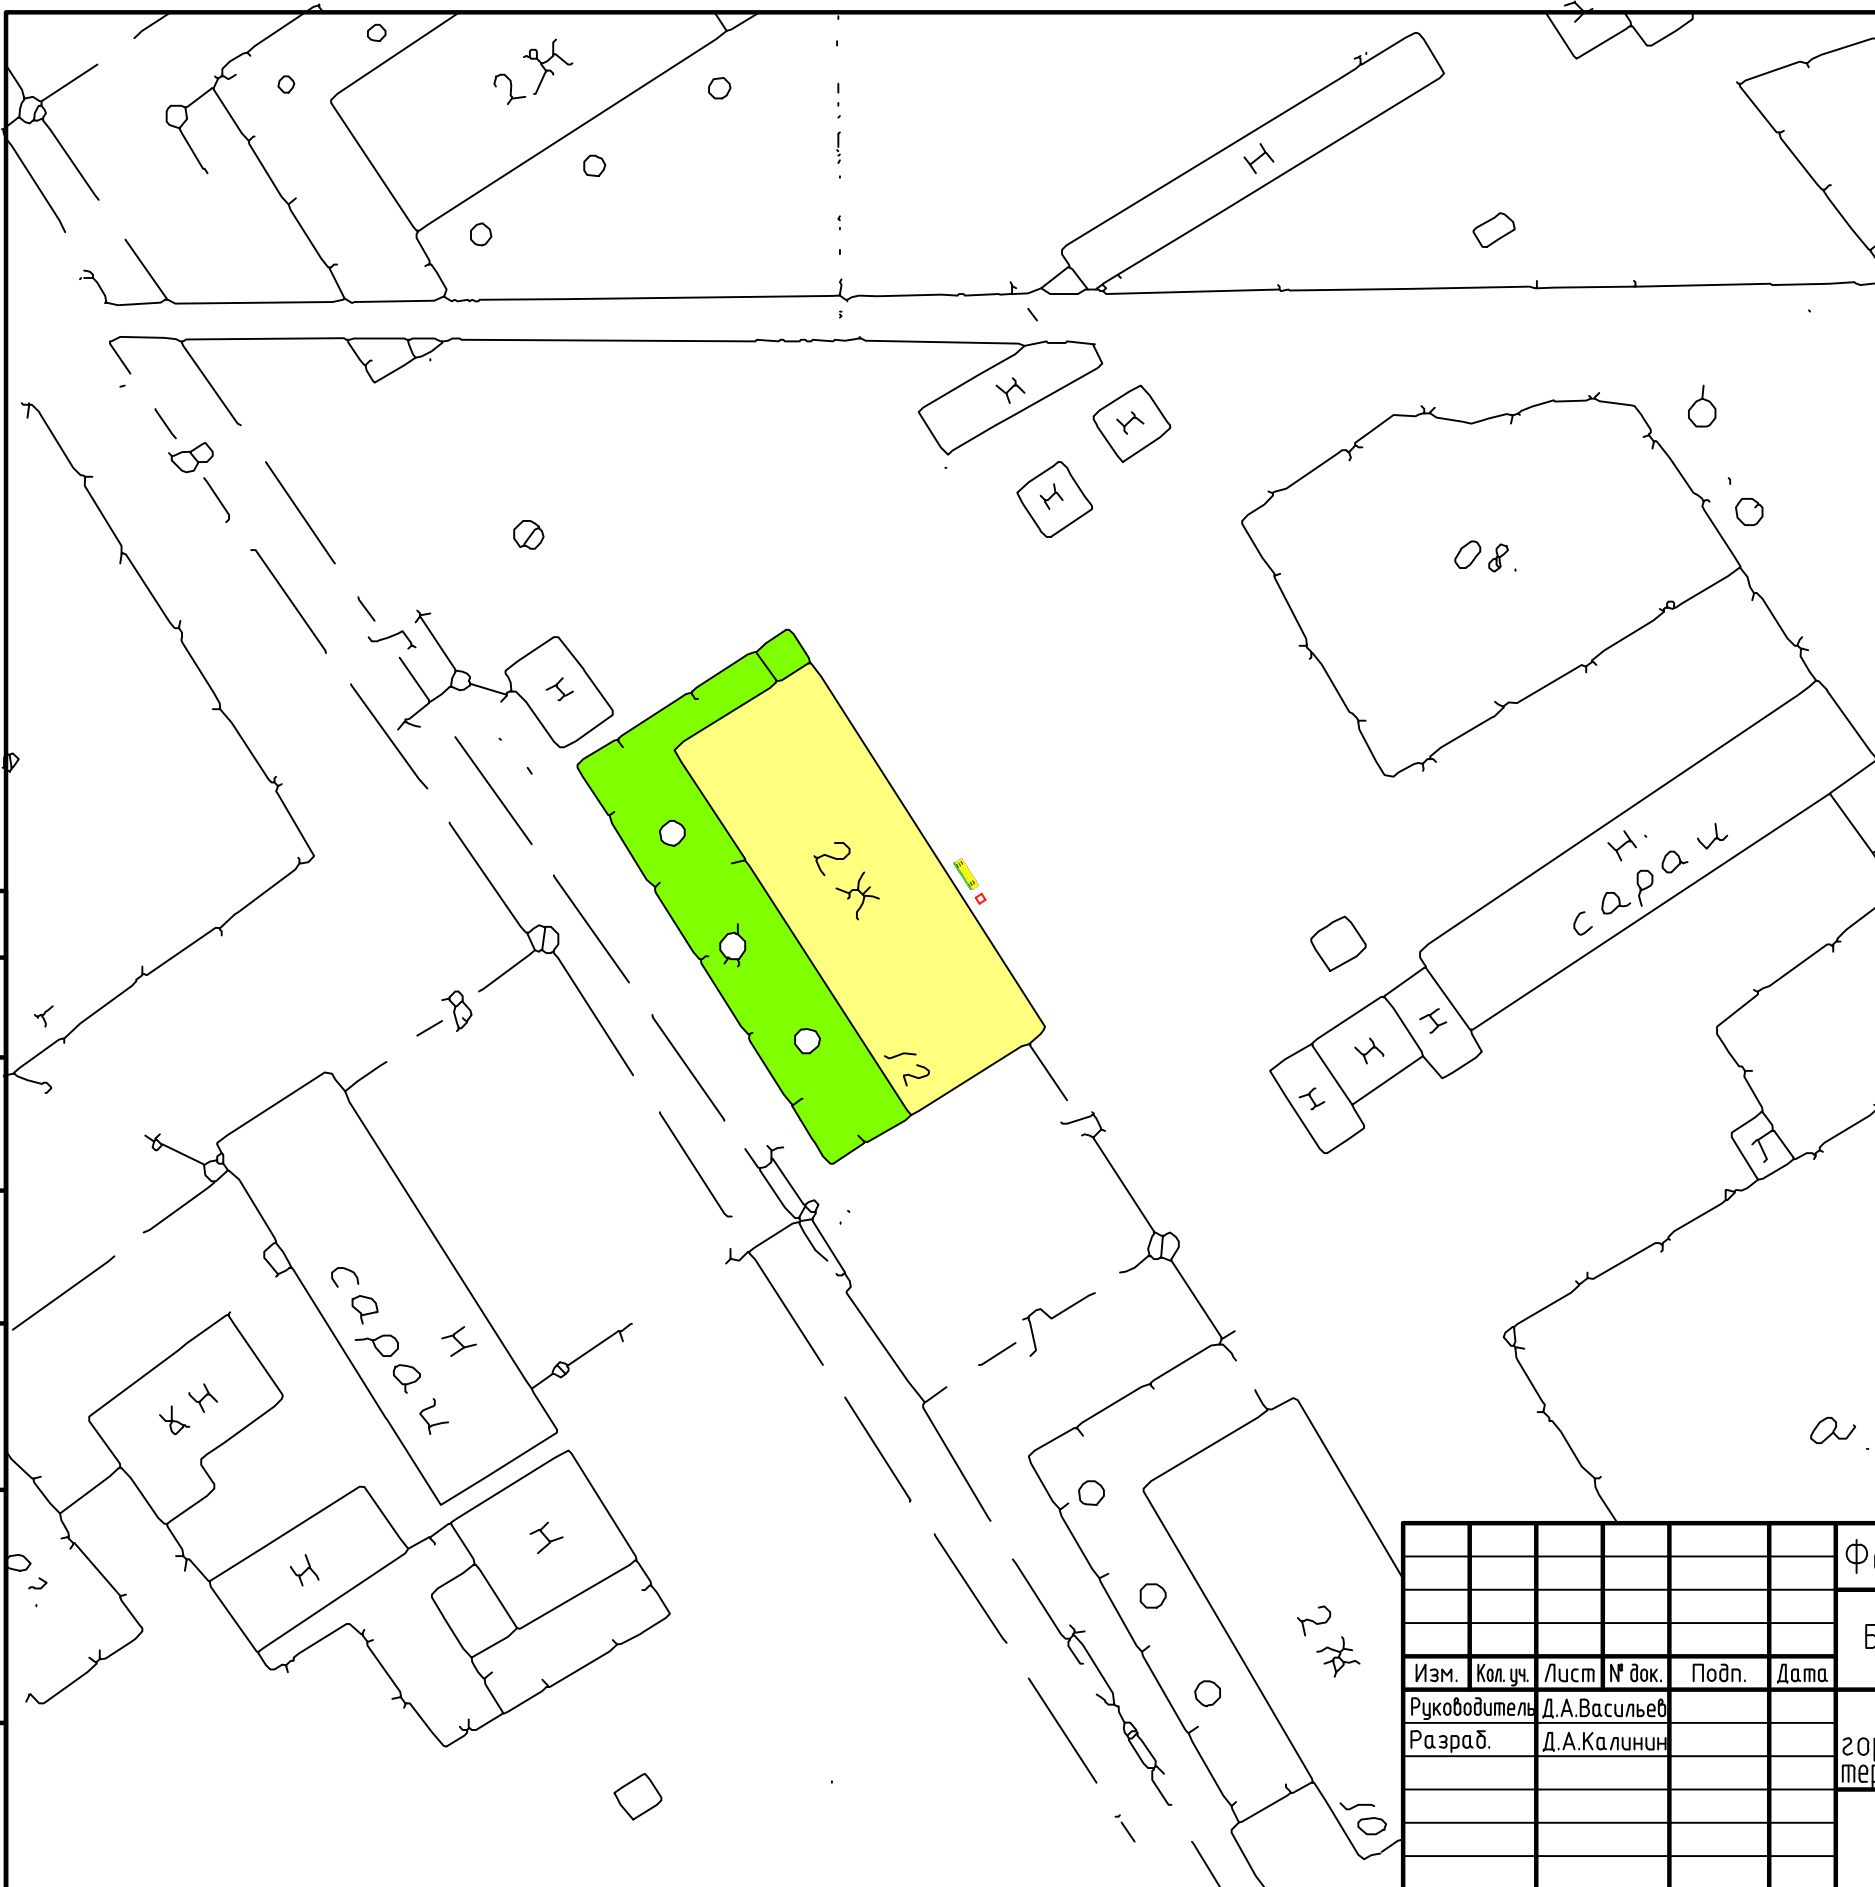 2Ж
Н
Н
Н
Н
08.
Н
2Ж
12
Н.
сарай
Н
Н
Н
Г
сарай
Н
КН
Н
Н
2Ж
Изм. Кол.уч. Лист № док. Подп. Дата
Руководитель Д.А.Васильев
Разраб. Д.А.Калинин